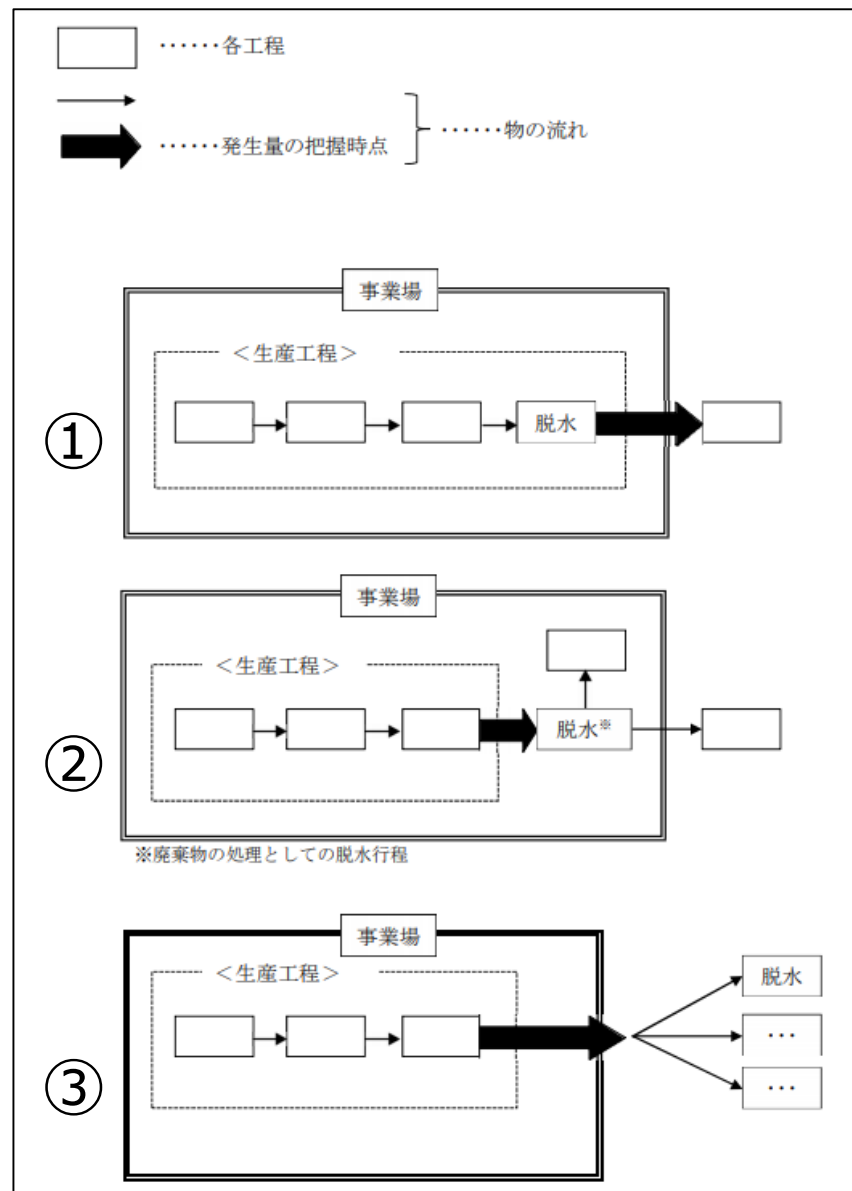 ‥‥‥各工程
‥‥‥発生量の把握時点
‥‥‥物の流れ
事業場
＜生産工程＞
①
脱水
事業場
＜生産工程＞
②
脱水※
※廃棄物の処理としての脱水行程
事業場
＜生産工程＞
③
脱水
・・・
・・・